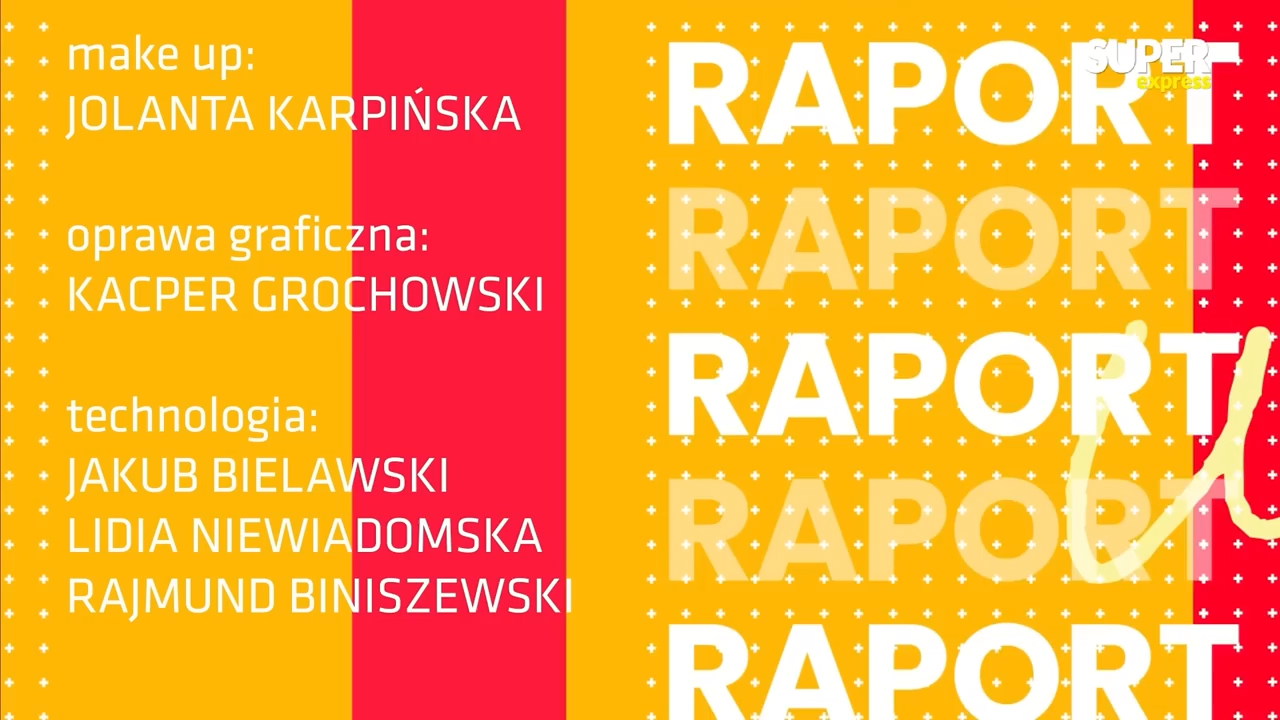 make up:
JOLANTA KARPIŃSKA
oprawa graficzna:
KACPER GROCHOWSKI
technologia:
JAKUB BIELAWSKI
LIDIA NIEWIADOMSKA
RAJMUND BINISZEWSKI
SUPER
express
RAPORT
RAPORT
RAPORT
RAPORT
RAPORT